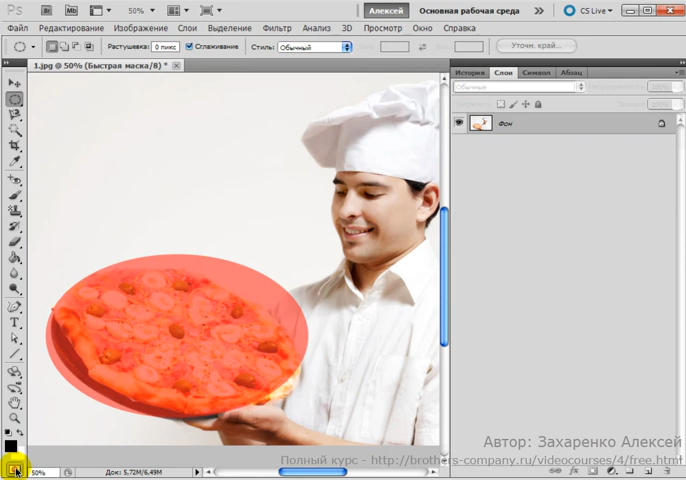 Ps Br Mb 50% Алексей Основная рабочая среда CS Live
Файл Редактирование Изображение Слои Выделение Фильтр Анализ 3D Просмотр Окно Справка
Растушевка: 0 пикс Сглаживание Стиль: Обычный Уточн. край...
1.jpg @ 50% (Быстрая маска/8) *
История Слои Символ Абзац
Обычные
Фон
Автор: Захаренко Алексей
Полный курс - http://brothers-company.ru/videocourses/4/free.html
50% Док: 5,72M/6,49M